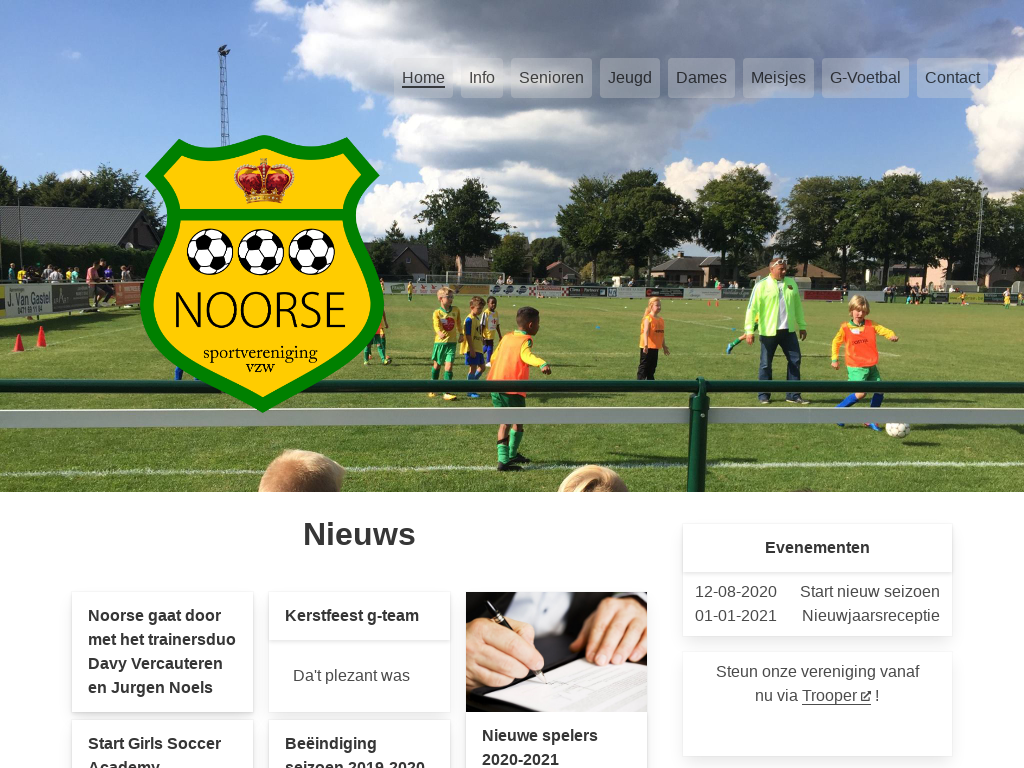 Home Info Senioren Jeugd Dames Meisjes G-Voetbal Contact
NOORSE
sportvereniging
vzw
J. Van Gastel
Nieuws
Noorse gaat door
met het trainersduo
Davy Vercauteren
en Jurgen Noels
Kerstfeest g-team
Da't plezant was
Nieuwe spelers
2020-2021
Start Girls Soccer
Academy
Beëindiging
seizoen 2019-2020
Evenementen
12-08-2020 Start nieuw seizoen
01-01-2021 Nieuwjaarsreceptie
Steun onze vereniging vanaf
nu via Trooper !